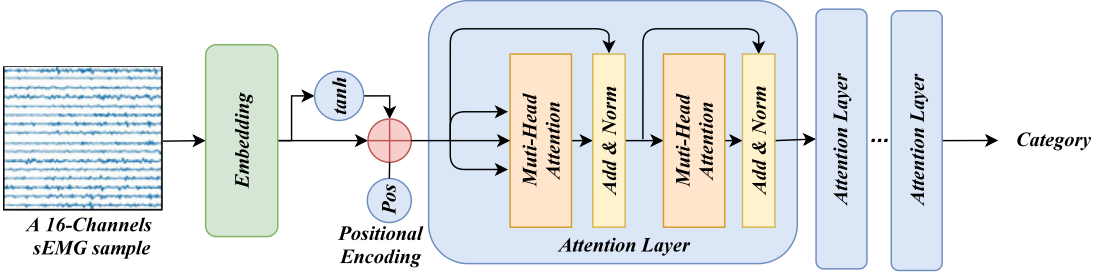 A 16-Channels
sEMG sample
Embedding
tanh
Pos
Positional
Encoding
Muti-Head
Attention
Add & Norm
Muti-Head
Attention
Add & Norm
Attention Layer
Attention Layer
...
Attention Layer
Category